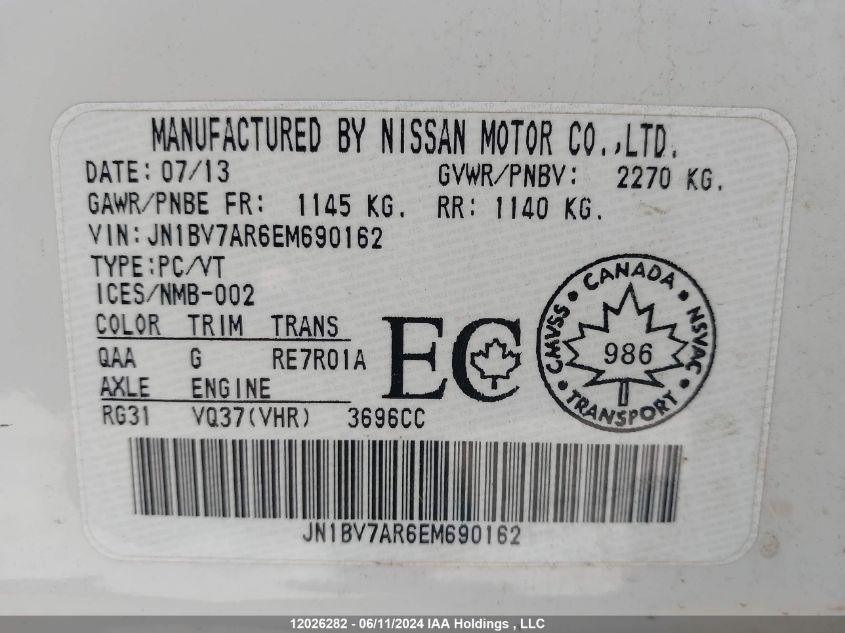 MANUFACTURED BY NISSAN MOTOR CO.,LTD.
DATE: 07/13 GVWR/PNBV: 2270 KG.
GAWR/PNBE FR: 1145 KG. RR: 1140 KG.
VIN: JN1BV7AR6EM690162
TYPE: PC/VT
ICES/NMB-002
COLOR TRIM TRANS
QAA G RE7R01A
AXLE ENGINE
RG31 VQ37(VHR) 3696CC
EC
CANADA
CMVSS
NSVAC
986
TRANSPORT
JN1BV7AR6EM690162
12026282 - 06/11/2024 IAA Holdings , LLC